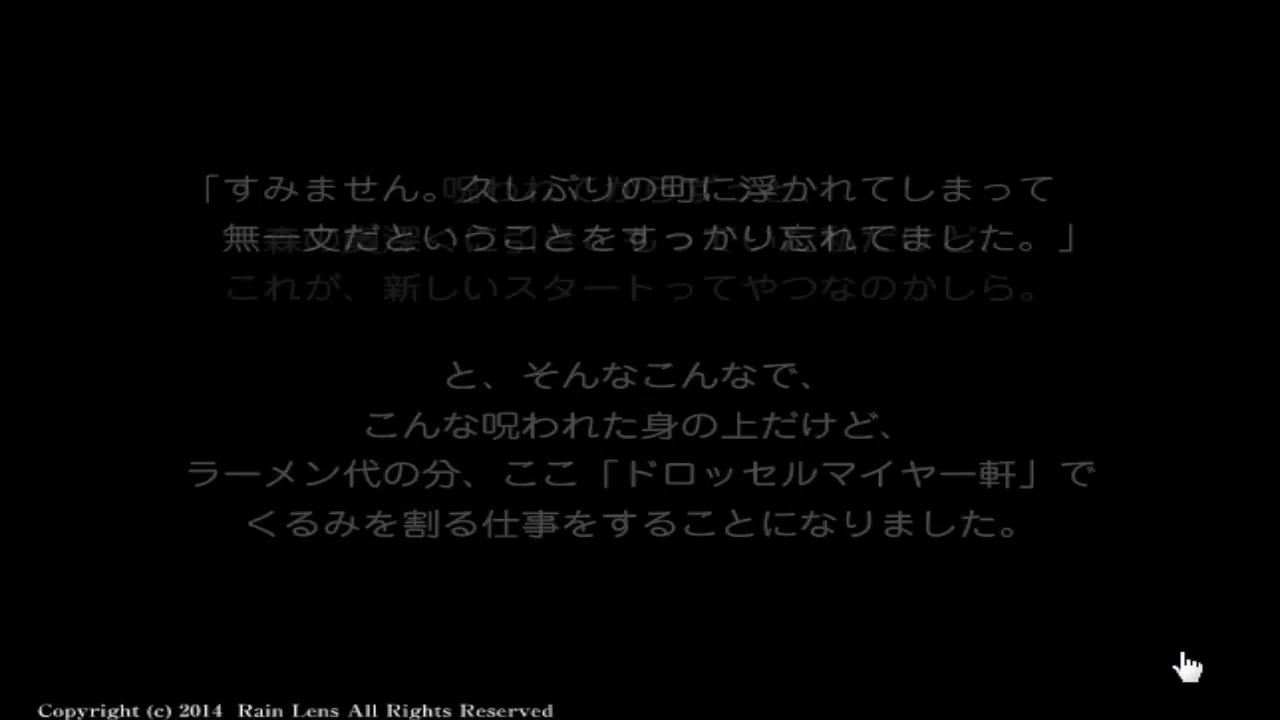 「すみません。久しぶりの町に浮かれてしまって
無一文だということをすっかり忘れてました。」
これが、新しいスタートってやつなのかしら。
と、そんなこんなで、
こんな呪われた身の上だけど、
ラーメン代の分、ここ「ドロッセルマイヤー軒」で
くるみを割る仕事をすることになりました。
Copyright (c) 2014 Rain Lens All Rights Reserved